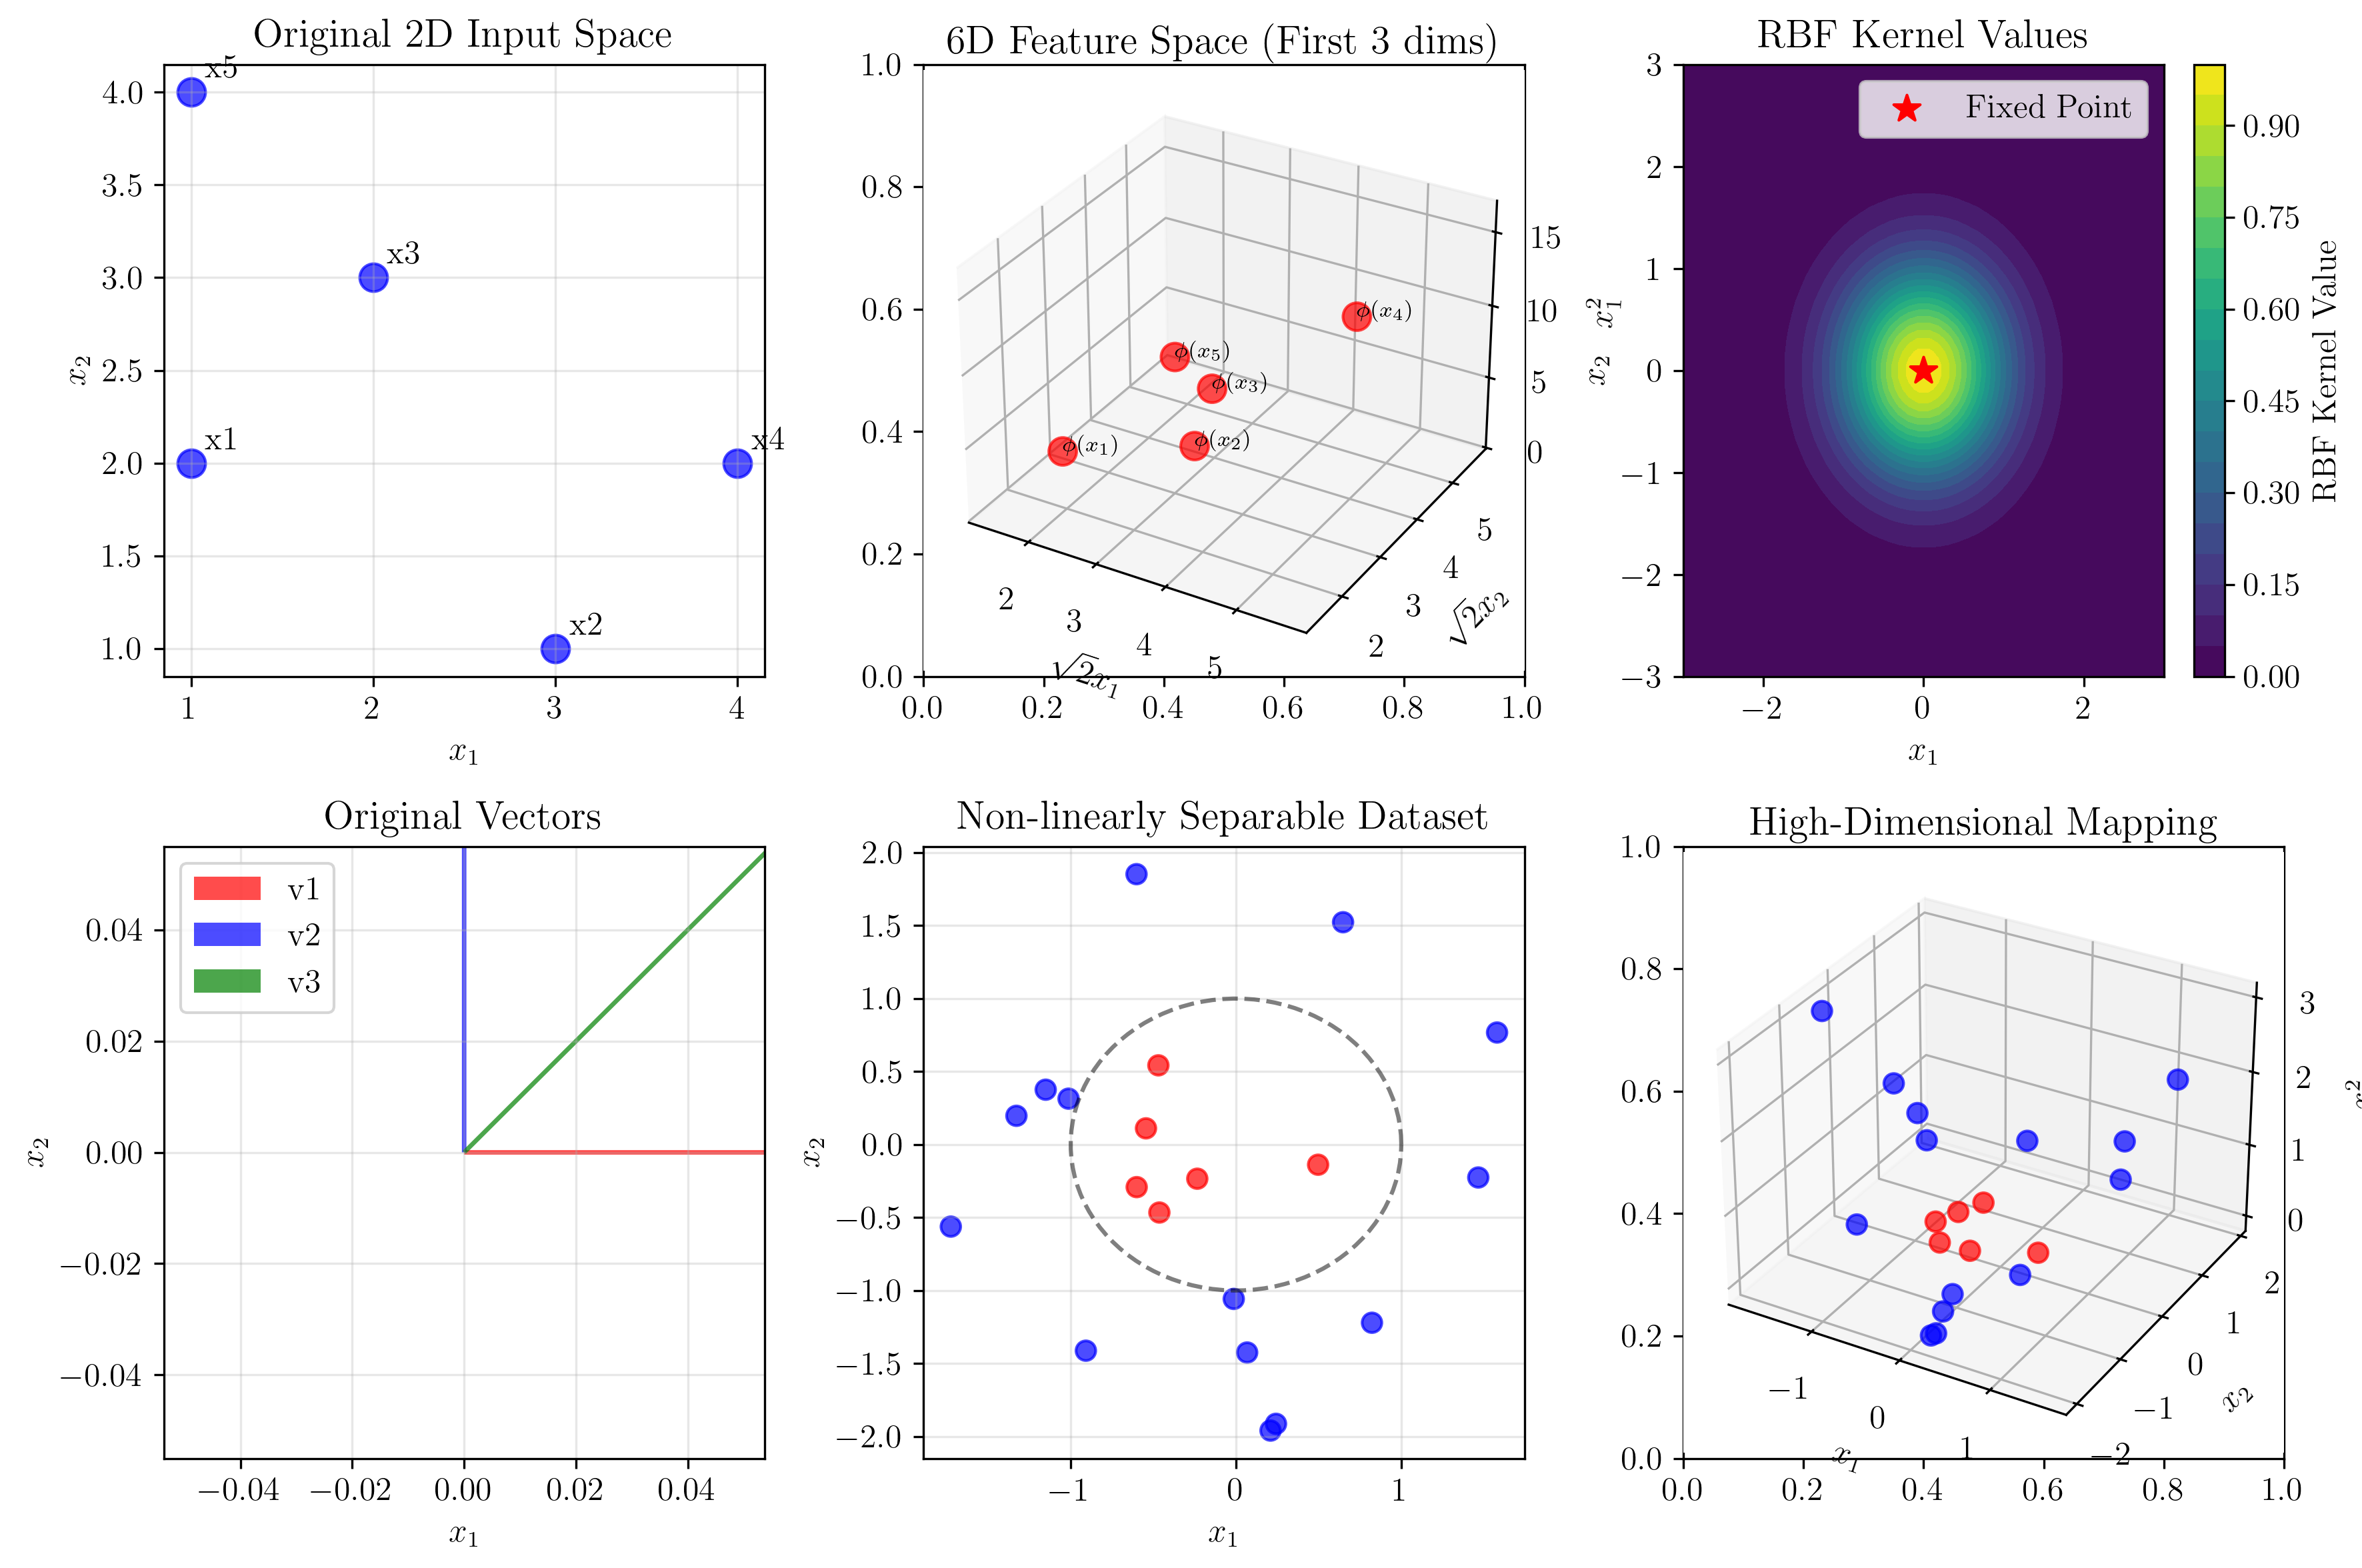 Original 2D Input Space
x5
x3
x1
x4
x2
4.0
3.5
3.0
2.5
2.0
1.5
1.0
1 2 3 4
x₂
x₁
6D Feature Space (First 3 dims)
1.0
0.8
0.6
0.4
0.2
0.0
0.0 0.2 0.4 0.6 0.8 1.0
ϕ(x₄)
ϕ(x₅)
ϕ(x₃)
ϕ(x₁)
ϕ(x₂)
15
10
5
0
x₁²
2 3 4 5
√2x₁
2 3 4 5
√2x₂
RBF Kernel Values
Fixed Point
3
2
1
0
−1
−2
−3
−2 0 2
x₂
x₁
0.90
0.75
0.60
0.45
0.30
0.15
0.00
RBF Kernel Value
Original Vectors
v1
v2
v3
0.04
0.02
0.00
−0.02
−0.04
−0.04 −0.02 0.00 0.02 0.04
x₂
x₁
Non-linearly Separable Dataset
2.0
1.5
1.0
0.5
0.0
−0.5
−1.0
−1.5
−2.0
−1 0 1
x₂
x₁
High-Dimensional Mapping
1.0
0.8
0.6
0.4
0.2
0.0
0.0 0.2 0.4 0.6 0.8 1.0
3
2
1
0
−1 0 1
x₁
−2 −1 0 1 2
x₂